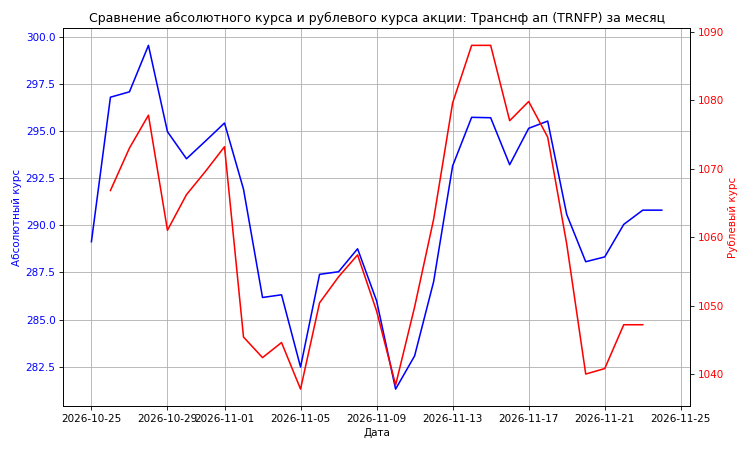 Сравнение абсолютного курса и рублевого курса акции: Транснф ап (TRNFP) за месяц
300.0
297.5
295.0
292.5
290.0
287.5
285.0
282.5
Абсолютный курс
1090
1080
1070
1060
1050
1040
Рублевый курс
2026-10-25 2026-10-29 2026-11-01 2026-11-05 2026-11-09 2026-11-13 2026-11-17 2026-11-21 2026-11-25
Дата